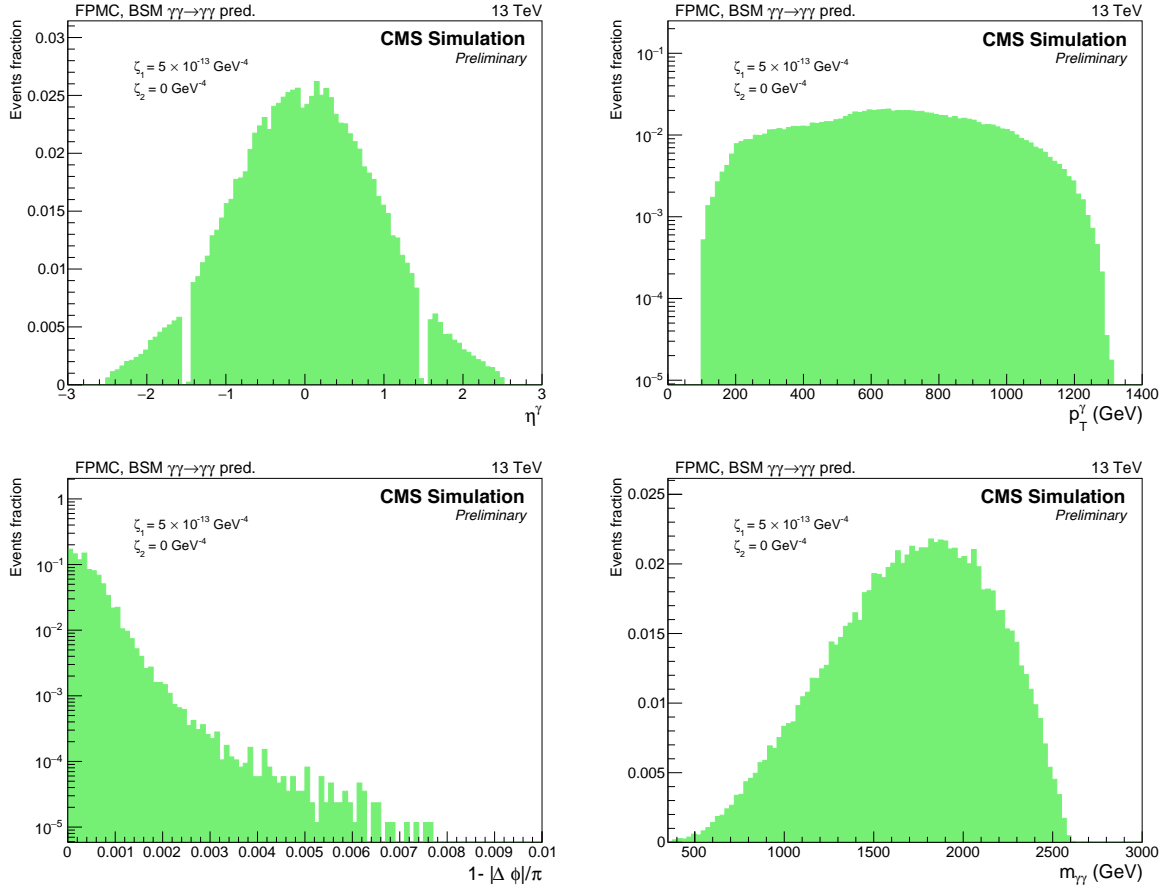 FPMC, BSM γγ→γγ pred. 13 TeV
CMS Simulation
Preliminary
ζ₁ = 5 × 10⁻¹³ GeV⁻⁴
ζ₂ = 0 GeV⁻⁴
Events fraction
0.03
0.025
0.02
0.015
0.01
0.005
0
−3 −2 −1 0 1 2 3
η^γ
FPMC, BSM γγ→γγ pred. 13 TeV
CMS Simulation
Preliminary
ζ₁ = 5 × 10⁻¹³ GeV⁻⁴
ζ₂ = 0 GeV⁻⁴
Events fraction
10⁻¹
10⁻²
10⁻³
10⁻⁴
10⁻⁵
0 200 400 600 800 1000 1200 1400
p_T^γ (GeV)
FPMC, BSM γγ→γγ pred. 13 TeV
CMS Simulation
Preliminary
ζ₁ = 5 × 10⁻¹³ GeV⁻⁴
ζ₂ = 0 GeV⁻⁴
Events fraction
1
10⁻¹
10⁻²
10⁻³
10⁻⁴
10⁻⁵
0 0.001 0.002 0.003 0.004 0.005 0.006 0.007 0.008 0.009 0.01
1- |Δ ϕ|/π
FPMC, BSM γγ→γγ pred. 13 TeV
CMS Simulation
Preliminary
ζ₁ = 5 × 10⁻¹³ GeV⁻⁴
ζ₂ = 0 GeV⁻⁴
Events fraction
0.025
0.02
0.015
0.01
0.005
0
500 1000 1500 2000 2500 3000
m_γγ (GeV)